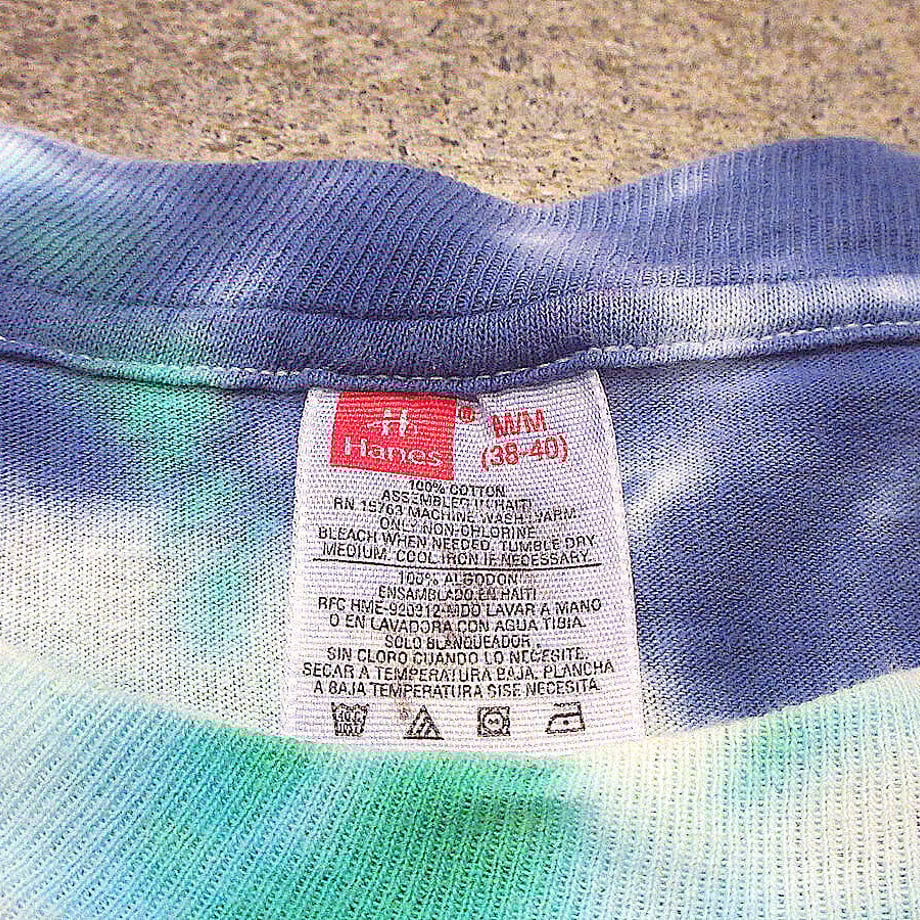 H
Hanes ®
M/M
(38-40)
100% COTTON
ASSEMBLED IN HAITI
RN 15763 MACHINE WASH WARM
ONLY NON-CHLORINE
BLEACH WHEN NEEDED. TUMBLE DRY
MEDIUM. COOL IRON IF NECESSARY
100% ALGODON
ENSAMBLADO EN HAITI
RFC HME-920312-MD0 LAVAR A MANO
O EN LAVADORA CON AGUA TIBIA.
SOLO BLANQUEADOR
SIN CLORO CUANDO LO NECESITE.
SECAR A TEMPERATURA BAJA. PLANCHA
A BAJA TEMPERATURA SISE NECESITA.